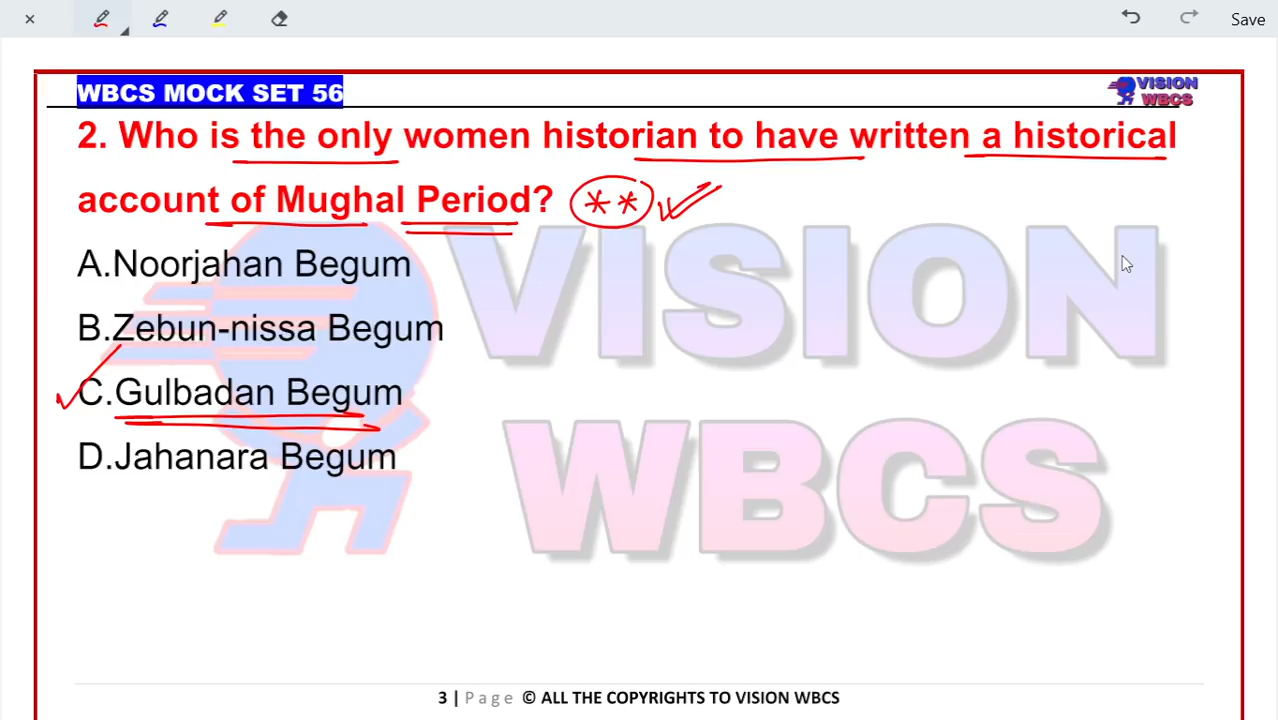 Save
WBCS MOCK SET 56
VISION
WBCS
2. Who is the only women historian to have written a historical
account of Mughal Period? **
A.Noorjahan Begum
B.Zebun-nissa Begum
C.Gulbadan Begum
D.Jahanara Begum
VISION
WBCS
3 | Page © ALL THE COPYRIGHTS TO VISION WBCS